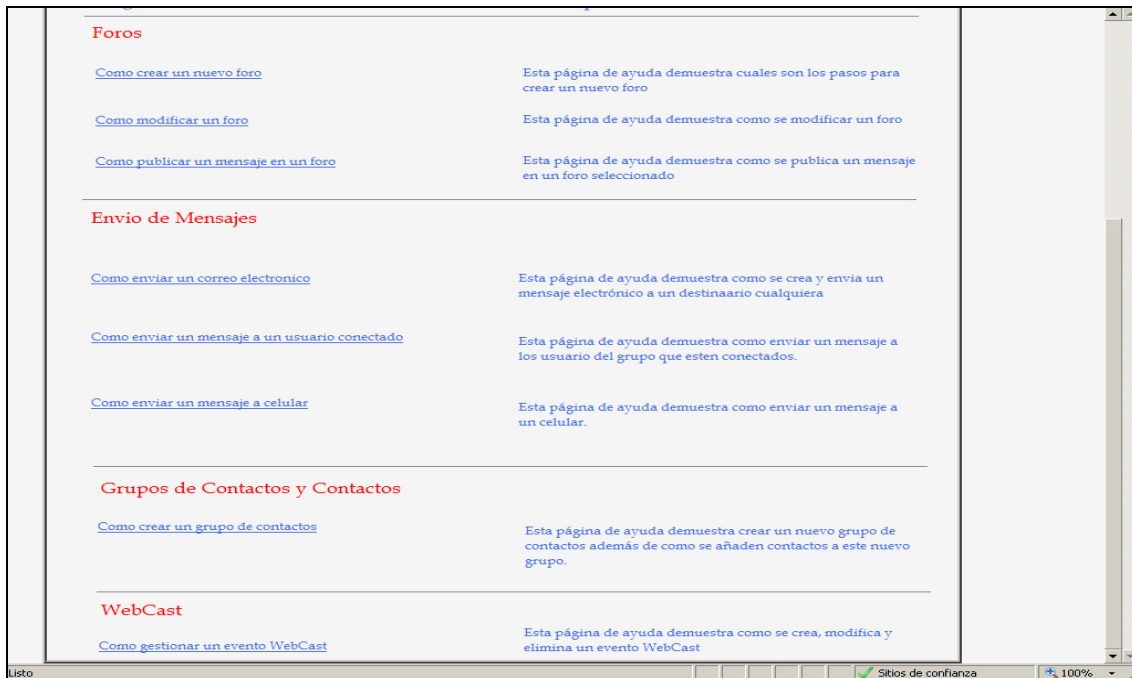 Foros
Como crear un nuevo foro
Esta página de ayuda demuestra cuales son los pasos para
crear un nuevo foro
Como modificar un foro
Esta página de ayuda demuestra como se modificar un foro
Como publicar un mensaje en un foro
Esta página de ayuda demuestra como se publica un mensaje
en un foro seleccionado
Envio de Mensajes
Como enviar un correo electronico
Esta página de ayuda demuestra como se crea y envia un
mensaje electrónico a un destinaario cualquiera
Como enviar un mensaje a un usuario conectado
Esta página de ayuda demuestra como enviar un mensaje a
los usuario del grupo que esten conectados.
Como enviar un mensaje a celular
Esta página de ayuda demuestra como enviar un mensaje a
un celular.
Grupos de Contactos y Contactos
Como crear un grupo de contactos
Esta página de ayuda demuestra crear un nuevo grupo de
contactos además de como se añaden contactos a este nuevo
grupo.
WebCast
Como gestionar un evento WebCast
Esta página de ayuda demuestra como se crea, modifica y
elimina un evento WebCast
Listo
Sitios de confianza
100%